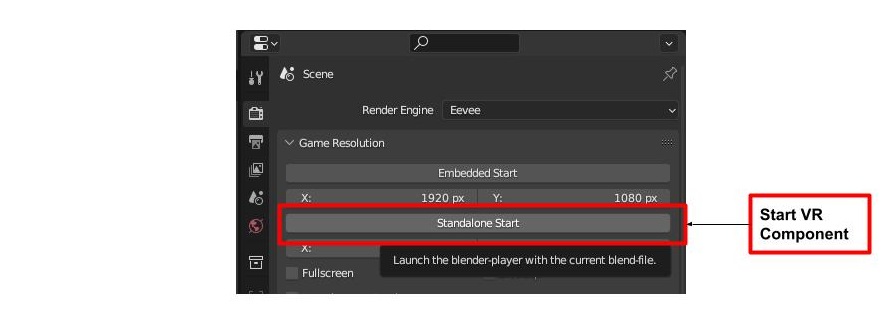 Scene
Render Engine Eevee
Game Resolution
Embedded Start
X: 1920 px Y: 1080 px
Standalone Start
Start VR
Component
X:
Launch the blender-player with the current blend-file.
Fullscreen